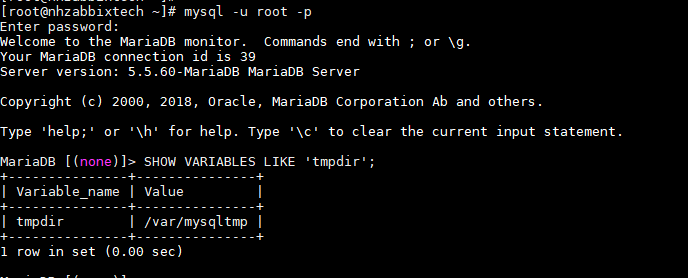 [root@nhzabbixtech ~]# mysql -u root -p
Enter password:
Welcome to the MariaDB monitor.  Commands end with ; or \g.
Your MariaDB connection id is 39
Server version: 5.5.60-MariaDB MariaDB Server

Copyright (c) 2000, 2018, Oracle, MariaDB Corporation Ab and others.

Type 'help;' or '\h' for help. Type '\c' to clear the current input statement.

MariaDB [(none)]> SHOW VARIABLES LIKE 'tmpdir';
+---------------+---------------+
| Variable_name | Value         |
+---------------+---------------+
| tmpdir        | /var/mysqltmp |
+---------------+---------------+
1 row in set (0.00 sec)